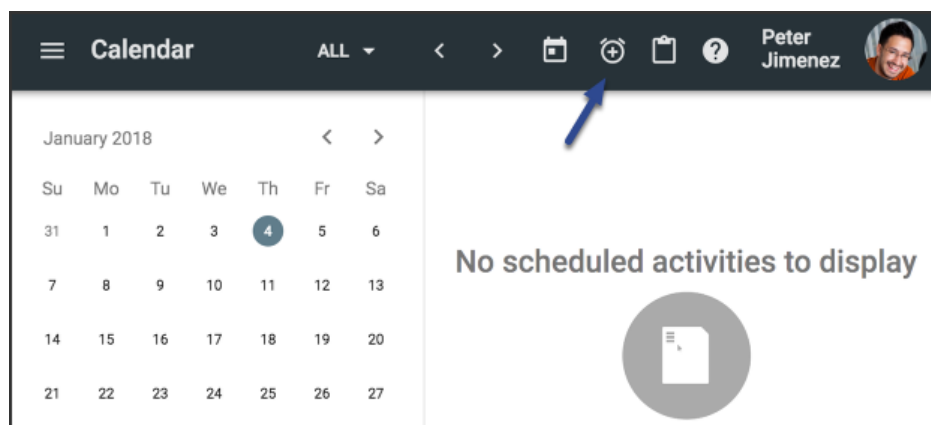 Calendar ALL ? Peter
Jimenez
January 2018
Su Mo Tu We Th Fr Sa
31 1 2 3 4 5 6
7 8 9 10 11 12 13
14 15 16 17 18 19 20
21 22 23 24 25 26 27
No scheduled activities to display